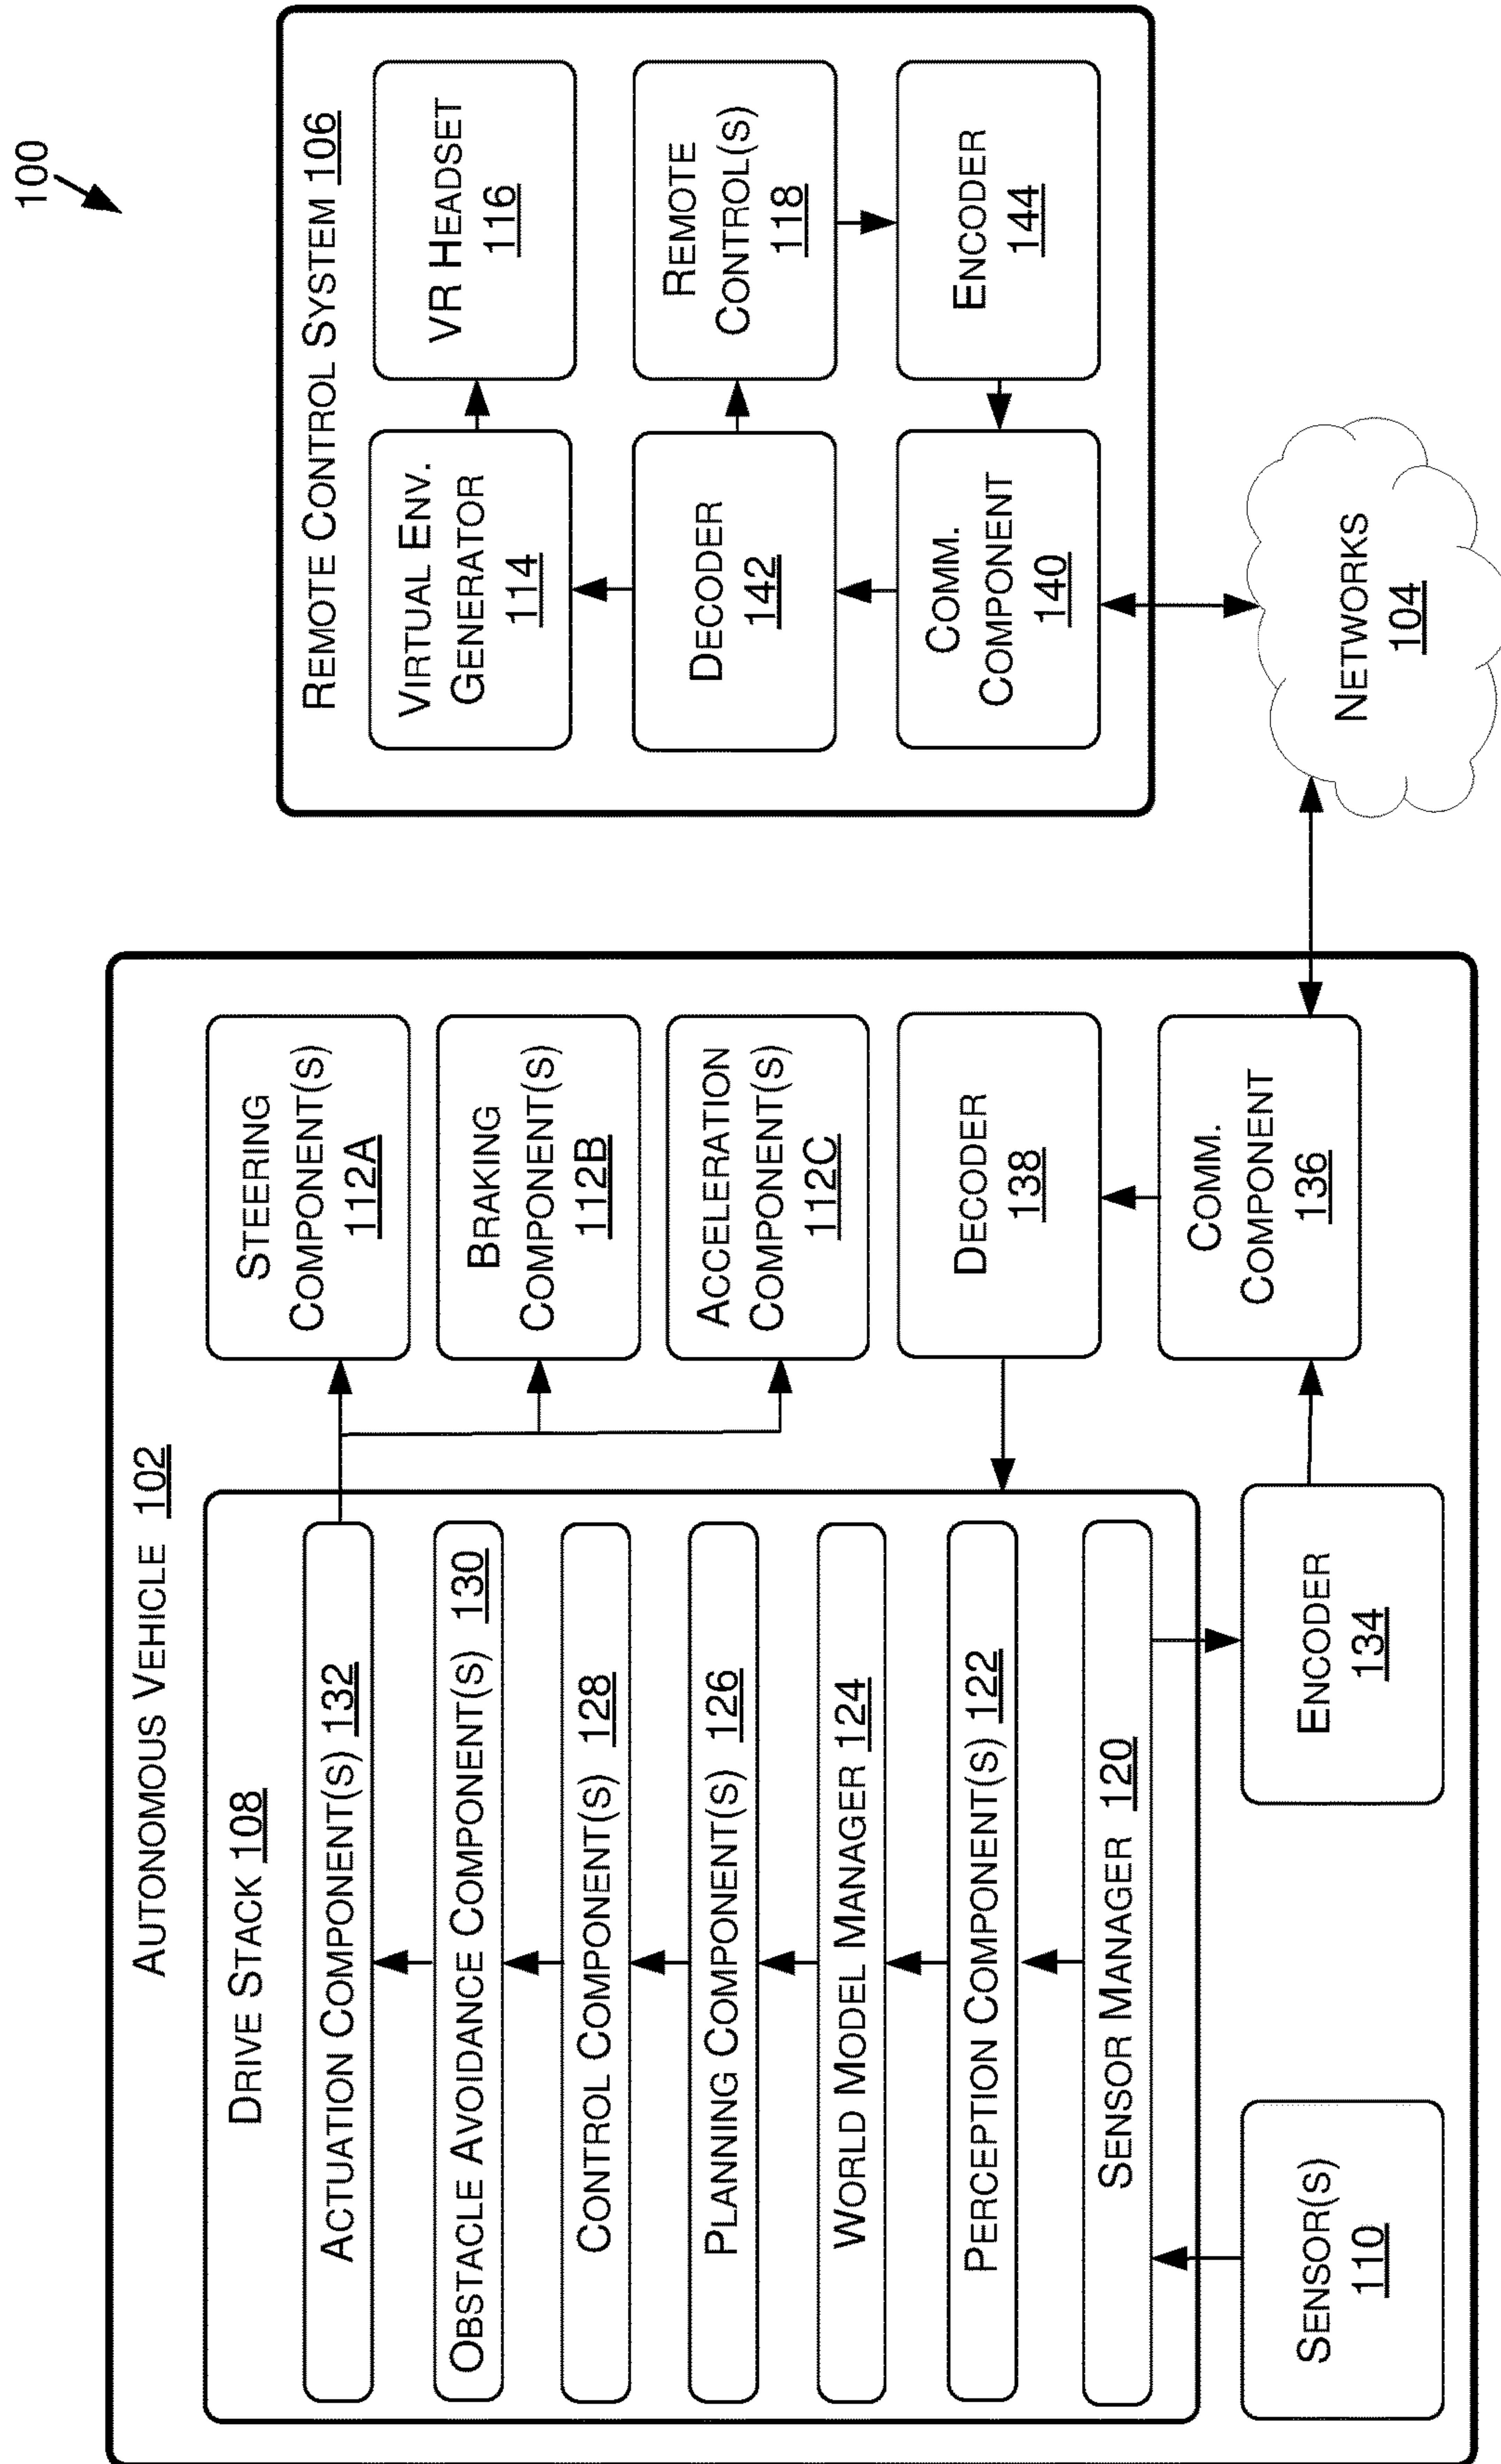 100
AUTONOMOUS VEHICLE 102
DRIVE STACK 108
ACTUATION COMPONENT(S) 132
OBSTACLE AVOIDANCE COMPONENT(S) 130
CONTROL COMPONENT(S) 128
PLANNING COMPONENT(S) 126
WORLD MODEL MANAGER 124
PERCEPTION COMPONENT(S) 122
SENSOR MANAGER 120
SENSOR(S)
110
ENCODER
134
STEERING
COMPONENT(S)
112A
BRAKING
COMPONENT(S)
112B
ACCELERATION
COMPONENT(S)
112C
DECODER
138
COMM.
COMPONENT
136
REMOTE CONTROL SYSTEM 106
VIRTUAL ENV.
GENERATOR
114
VR HEADSET
116
DECODER
142
REMOTE
CONTROL(S)
118
COMM.
COMPONENT
140
ENCODER
144
NETWORKS
104